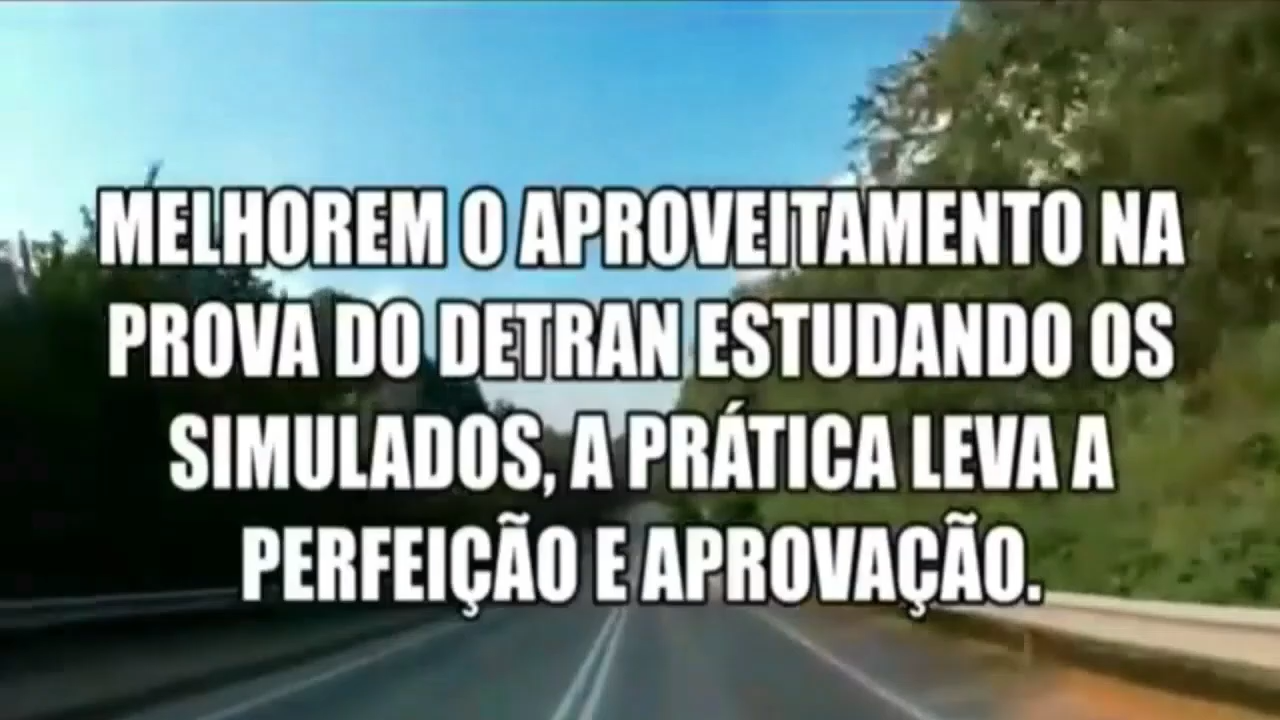 MELHOREM O APROVEITAMENTO NA
PROVA DO DETRAN ESTUDANDO OS
SIMULADOS, A PRÁTICA LEVA A
PERFEIÇÃO E APROVAÇÃO.